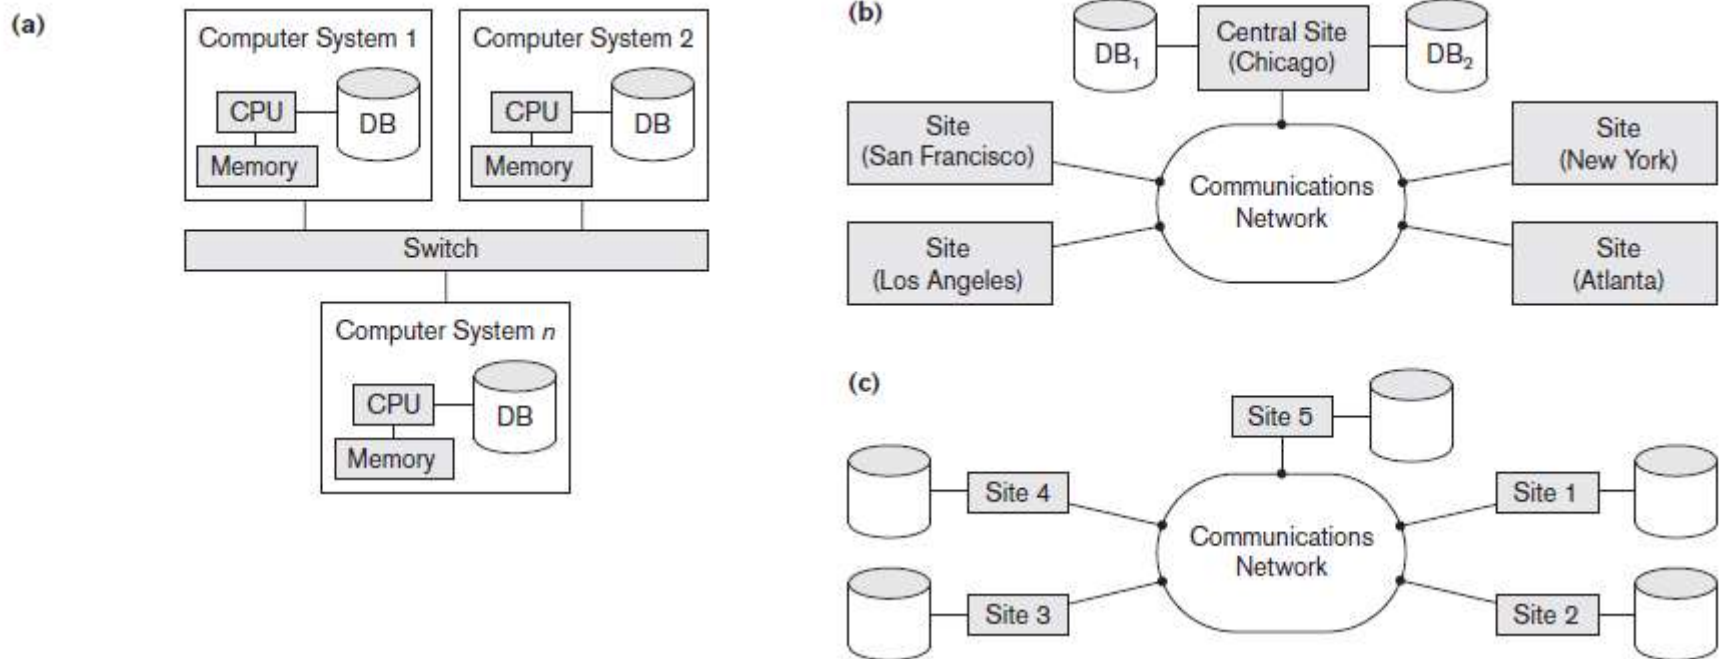 (a)
Computer System 1
CPU
DB
Memory
Computer System 2
CPU
DB
Memory
Switch
Computer System n
CPU
DB
Memory
(b)
DB₁
Central Site
(Chicago)
DB₂
Site
(San Francisco)
Site
(New York)
Communications
Network
Site
(Los Angeles)
Site
(Atlanta)
(c)
Site 5
Site 4
Site 1
Communications
Network
Site 3
Site 2